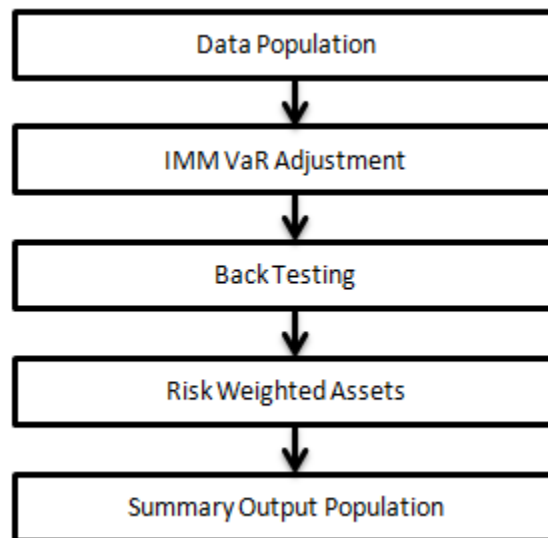 Data Population
IMM VaR Adjustment
Back Testing
Risk Weighted Assets
Summary Output Population